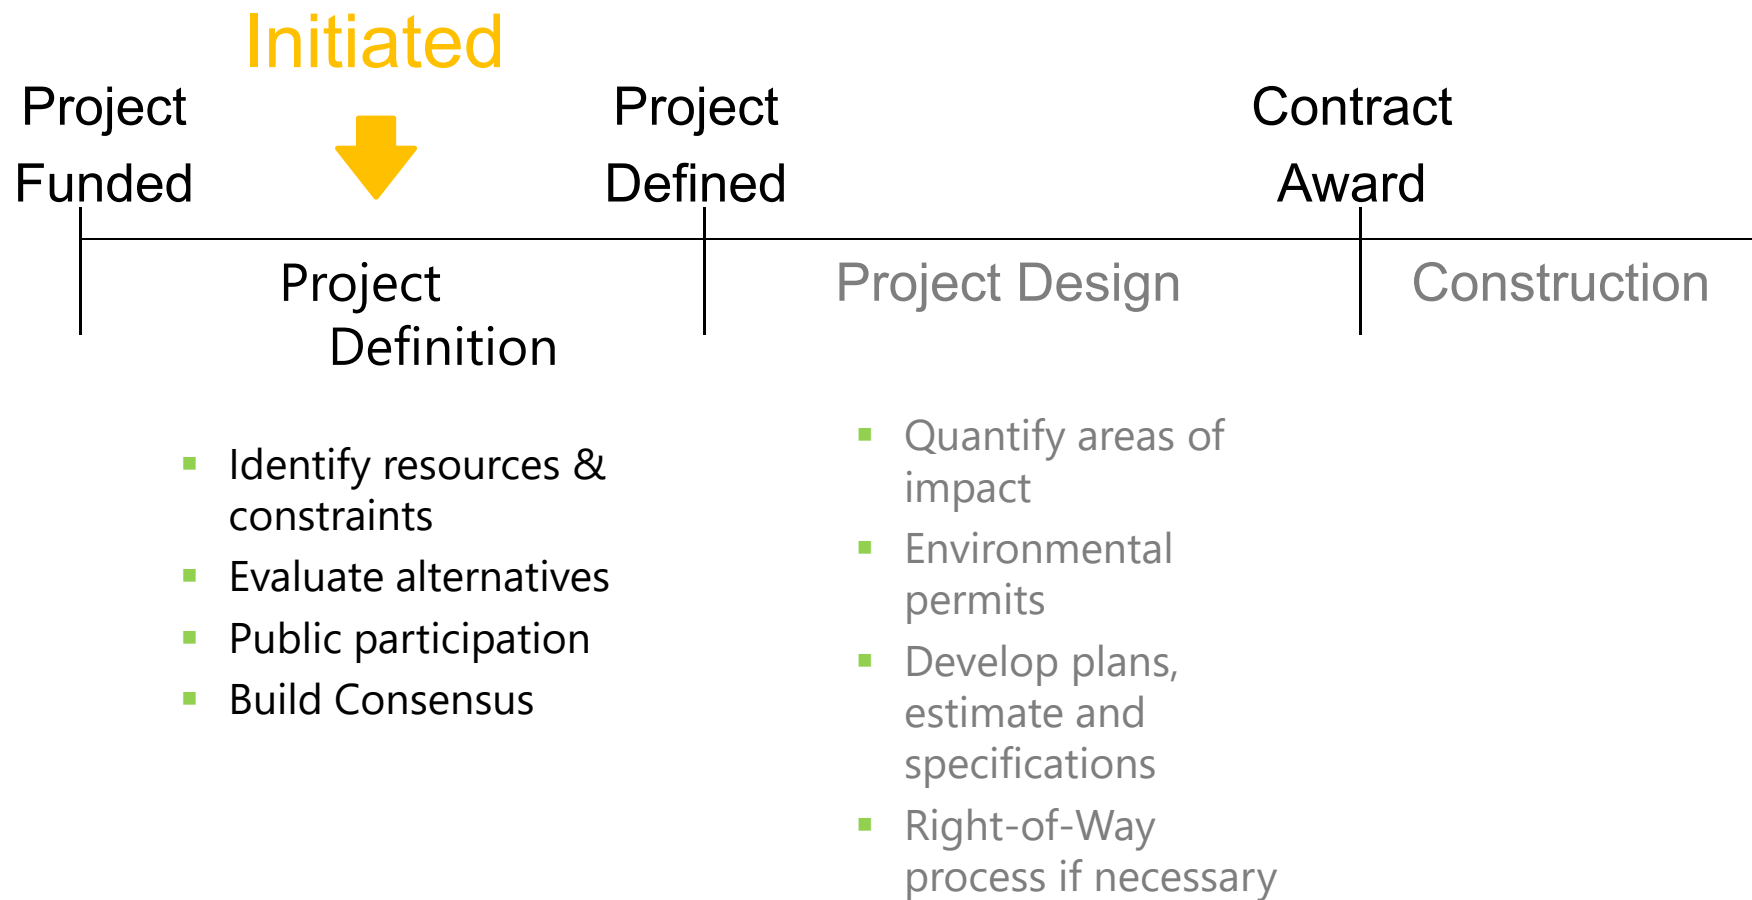 Initiated
Project
Funded
Project
Defined
Contract
Award
Project
Definition
Project Design
Construction
Identify resources &
constraints
Evaluate alternatives
Public participation
Build Consensus
Quantify areas of
impact
Environmental
permits
Develop plans,
estimate and
specifications
Right-of-Way
process if necessary